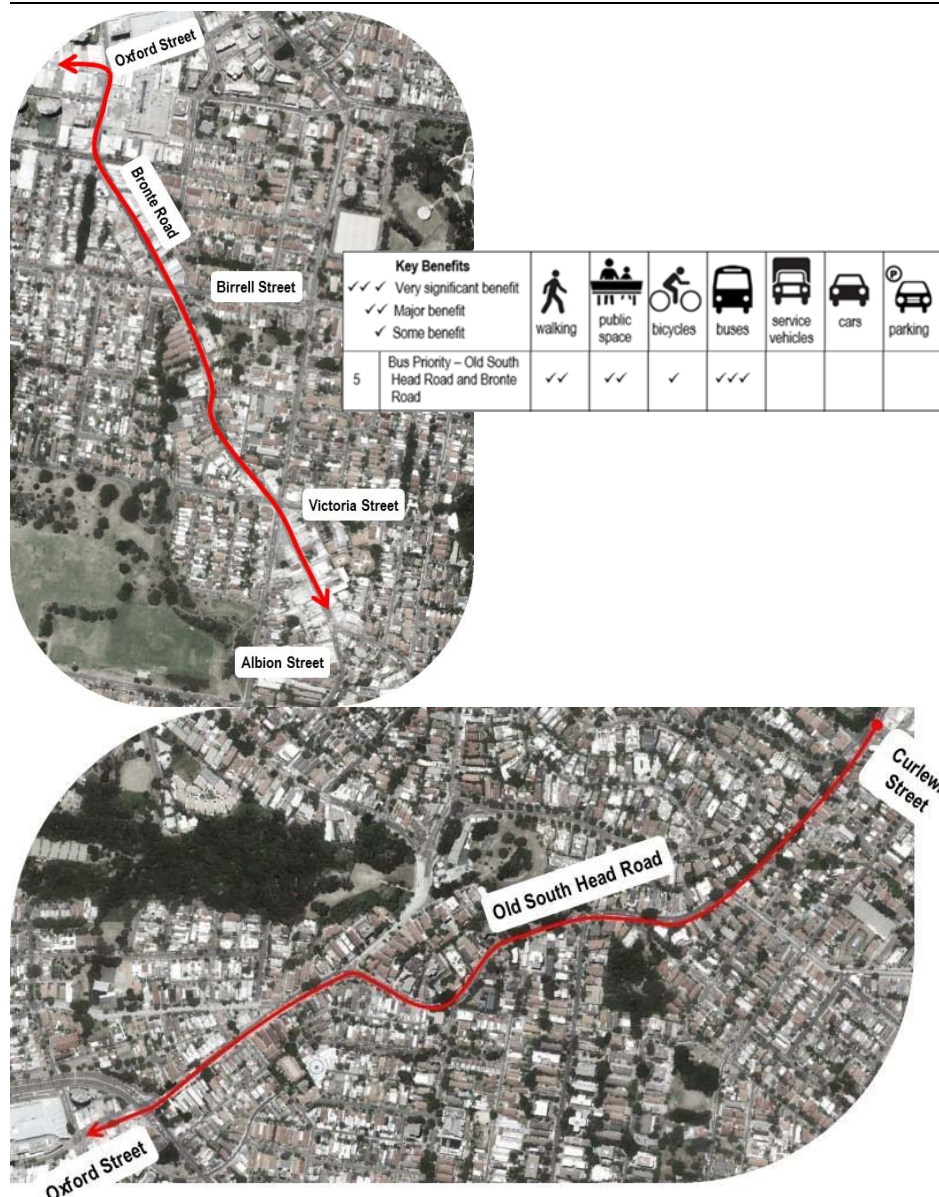 Oxford Street
Bronte Road
Birrell Street
Key Benefits
✓✓✓ Very significant benefit
✓✓ Major benefit
✓ Some benefit
walking
public
space
bicycles
buses
service
vehicles
cars
P
parking
5
Bus Priority – Old South
Head Road and Bronte
Road
✓✓
✓✓
✓
✓✓✓
Victoria Street
Albion Street
Curlew
Street
Old South Head Road
Oxford Street